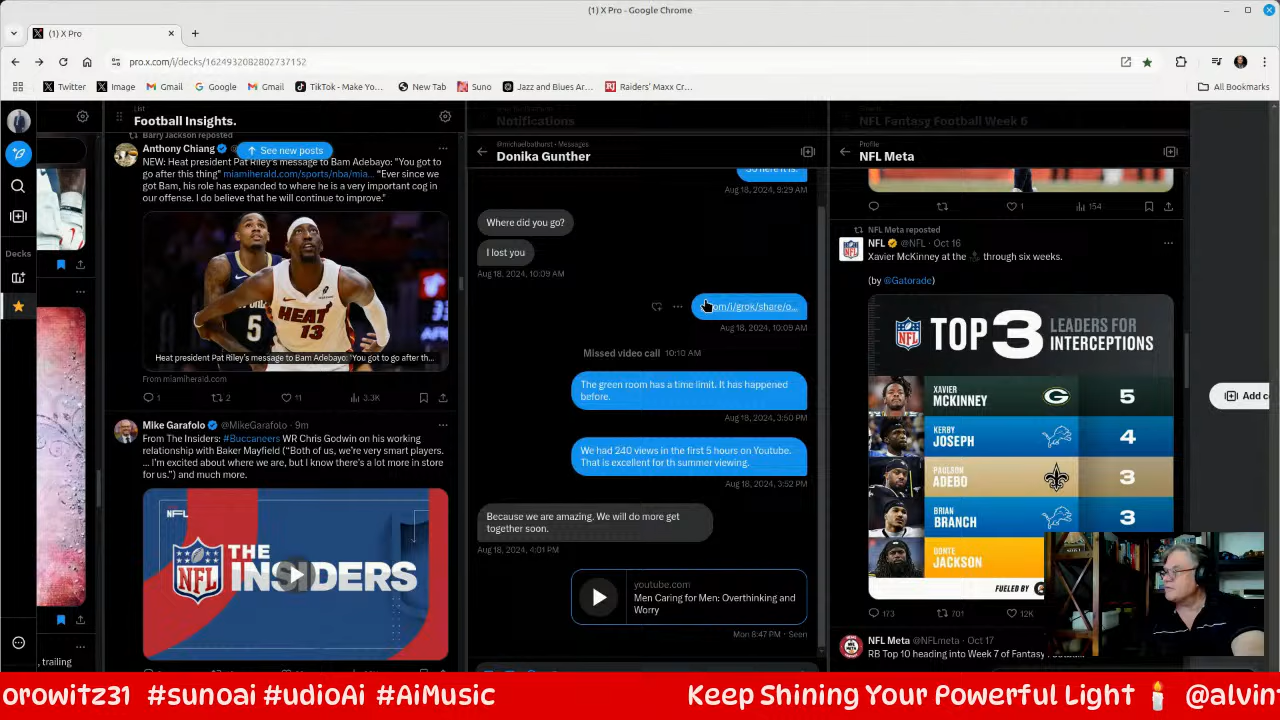 (1) X Pro - Google Chrome
(1) X Pro
pro.x.com/i/decks/1624932082802737152
Twitter
Image
Gmail
Google
Gmail
TikTok - Make Yo...
New Tab
Suno
Jazz and Blues Ar...
Raiders' Maxx Cr...
All Bookmarks
Decks
, trailing
List
Football Insights.
Barry Jackson reposted
Anthony Chiang
See new posts
NEW: Heat president Pat Riley's message to Bam Adebayo: "You got to
go after this thing" miamiherald.com/sports/nba/mia... "Ever since we
got Bam, his role has expanded to where he is a very important cog in
our offense. I do believe that he will continue to improve."
5
HEAT
13
Heat president Pat Riley's message to Bam Adebayo: "You got to go after th...
From miamiherald.com
1
2
11
3.3K
Mike Garafolo @MikeGarafolo · 9m
From The Insiders: #Buccaneers WR Chris Godwin on his working
relationship with Baker Mayfield ("Both of us, we're very smart players.
... I'm excited about where we are, but I know there's a lot more in store
for us.") and much more.
NFL
NFL
THE
INSIDERS
Notifications
@michaelbathurst · Messages
Donika Gunther
So here it is.
Aug 18, 2024, 9:29 AM
Where did you go?
I lost you
Aug 18, 2024, 10:09 AM
om/i/grok/share/o...
Aug 18, 2024, 10:09 AM
Missed video call 10:10 AM
The green room has a time limit. It has happened
before.
Aug 18, 2024, 3:50 PM
We had 240 views in the first 5 hours on Youtube.
That is excellent for th summer viewing.
Aug 18, 2024, 3:52 PM
Because we are amazing. We will do more get
together soon.
Aug 18, 2024, 4:01 PM
youtube.com
Men Caring for Men: Overthinking and
Worry
Mon 8:47 PM · Seen
NFL Fantasy Football Week 6
Profile
NFL Meta
1
154
NFL Meta reposted
NFL @NFL · Oct 16
Xavier McKinney at the through six weeks.
(by @Gatorade)
NFL
TOP 3 LEADERS FOR
INTERCEPTIONS
XAVIER
MCKINNEY
5
KERBY
JOSEPH
4
PAULSON
ADEBO
3
BRIAN
BRANCH
3
DONTE
JACKSON
FUELED BY
173
701
12K
NFL Meta @NFLmeta · Oct 17
RB Top 10 heading into Week 7 of Fantasy
Add c
orowitz31 #sunoai #udioAi #AiMusic
Keep Shining Your Powerful Light 🕯️ @alvin